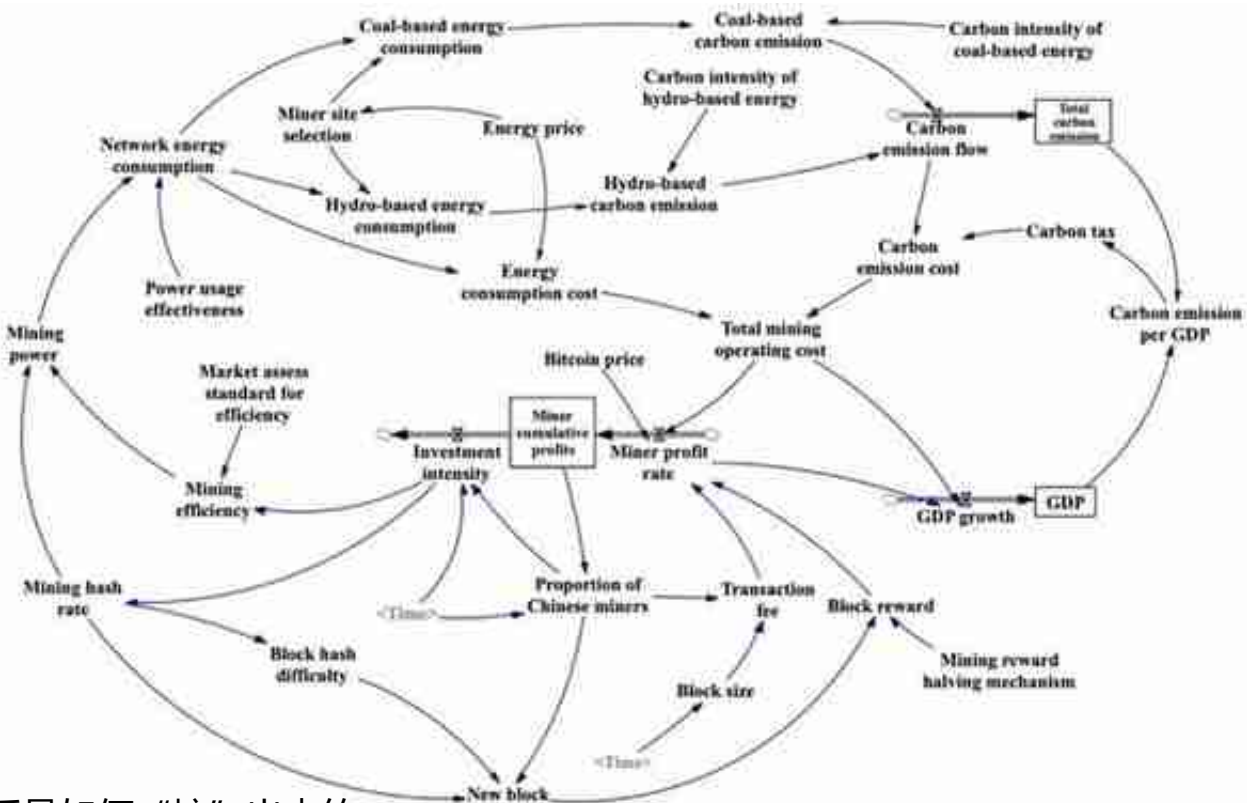 Coal-based energy
consumption
Coal-based
carbon emission
Carbon intensity of
coal-based energy
Carbon intensity of
hydro-based energy
Miner site
selection
Energy price
Carbon
emission flow
Total
carbon
emission
Network energy
consumption
Hydro-based energy
consumption
Hydro-based
carbon emission
Carbon
emission cost
Carbon tax
Power usage
effectiveness
Energy
consumption cost
Carbon emission
per GDP
Mining
power
Total mining
operating cost
Bitcoin price
Market assess
standard for
efficiency
Miner
cumulative
profits
Investment
intensity
Miner profit
rate
Mining
efficiency
GDP growth
GDP
Mining hash
rate
<Time>
Proportion of
Chinese miners
Transaction
fee
Block reward
Block hash
difficulty
Mining reward
halving mechanism
Block size
<Time>
New block